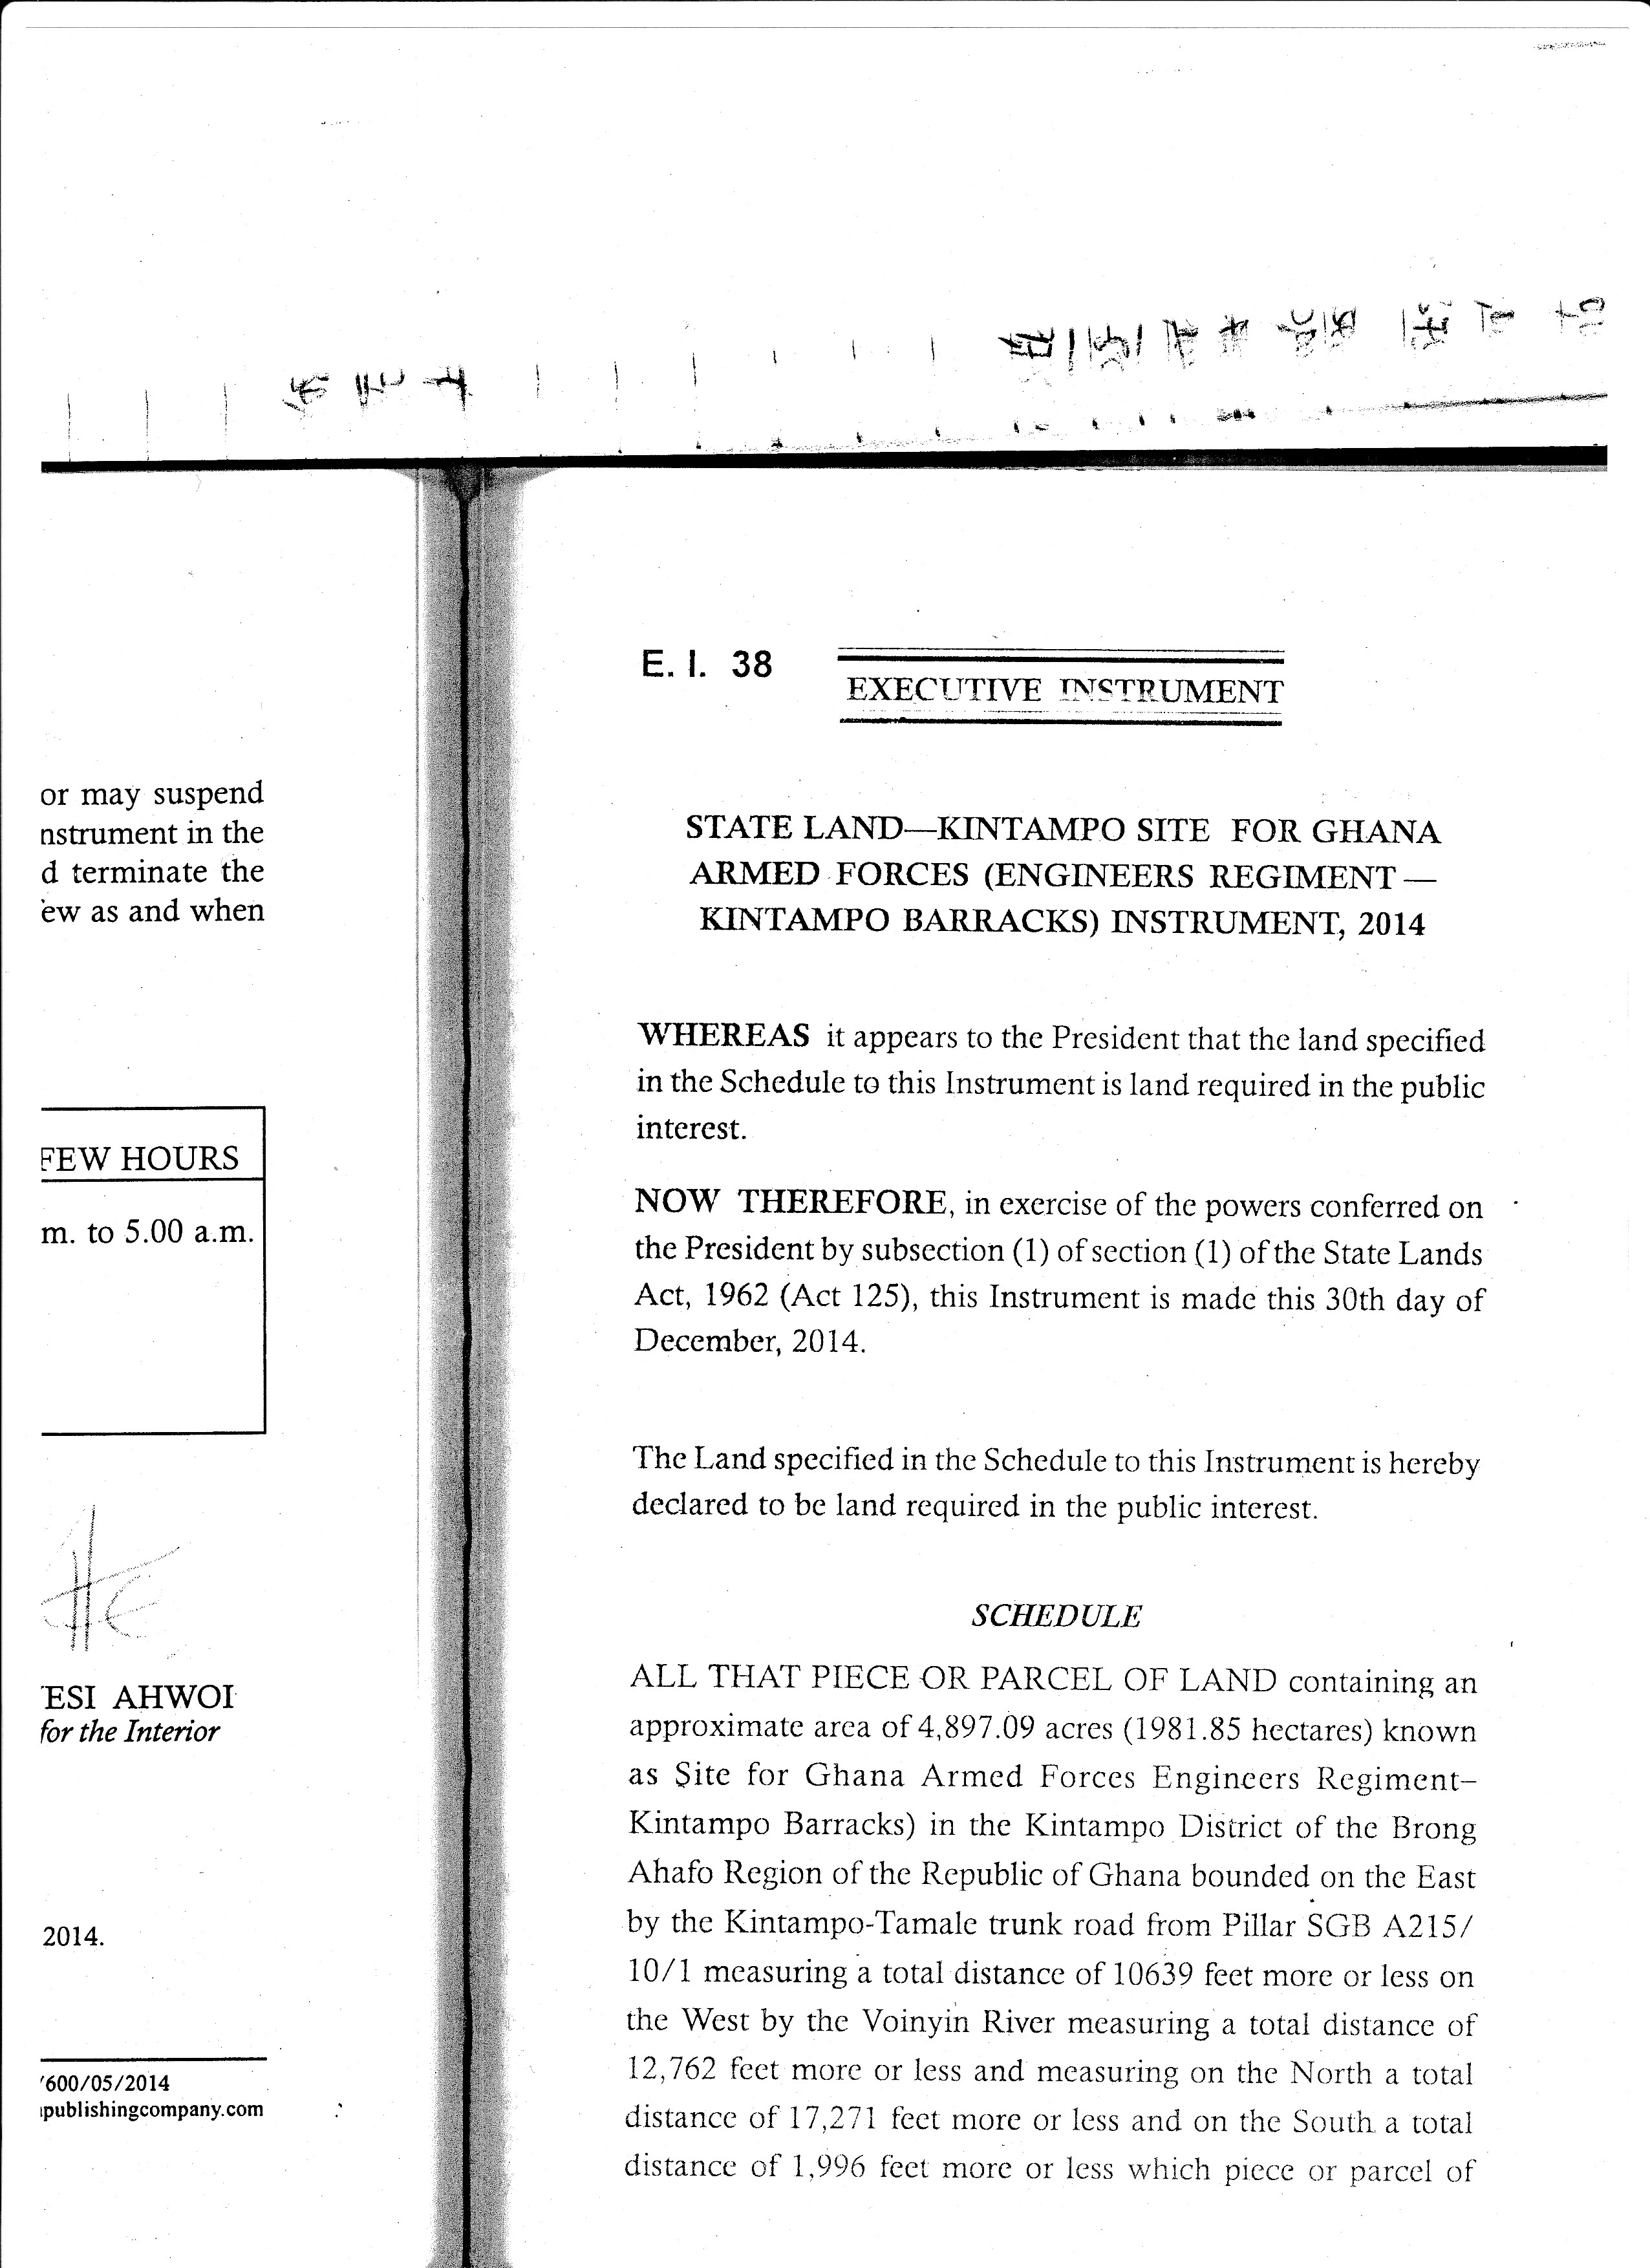 or may suspend
nstrument in the
d terminate the
ew as and when
FEW HOURS
m. to 5.00 a.m.
ESI AHWOI
for the Interior
2014.
600/05/2014
publishingcompany.com
E. I. 38
EXECUTIVE INSTRUMENT
STATE LAND—KINTAMPO SITE FOR GHANA
ARMED FORCES (ENGINEERS REGIMENT —
KINTAMPO BARRACKS) INSTRUMENT, 2014
WHEREAS it appears to the President that the land specified
in the Schedule to this Instrument is land required in the public
interest.
NOW THEREFORE, in exercise of the powers conferred on
the President by subsection (1) of section (1) of the State Lands
Act, 1962 (Act 125), this Instrument is made this 30th day of
December, 2014.
The Land specified in the Schedule to this Instrument is hereby
declared to be land required in the public interest.
SCHEDULE
ALL THAT PIECE OR PARCEL OF LAND containing an
approximate area of 4,897.09 acres (1981.85 hectares) known
as Site for Ghana Armed Forces Engineers Regiment–
Kintampo Barracks) in the Kintampo District of the Brong
Ahafo Region of the Republic of Ghana bounded on the East
by the Kintampo-Tamale trunk road from Pillar SGB A215/
10/1 measuring a total distance of 10639 feet more or less on
the West by the Voinyin River measuring a total distance of
12,762 feet more or less and measuring on the North a total
distance of 17,271 feet more or less and on the South a total
distance of 1,996 feet more or less which piece or parcel of